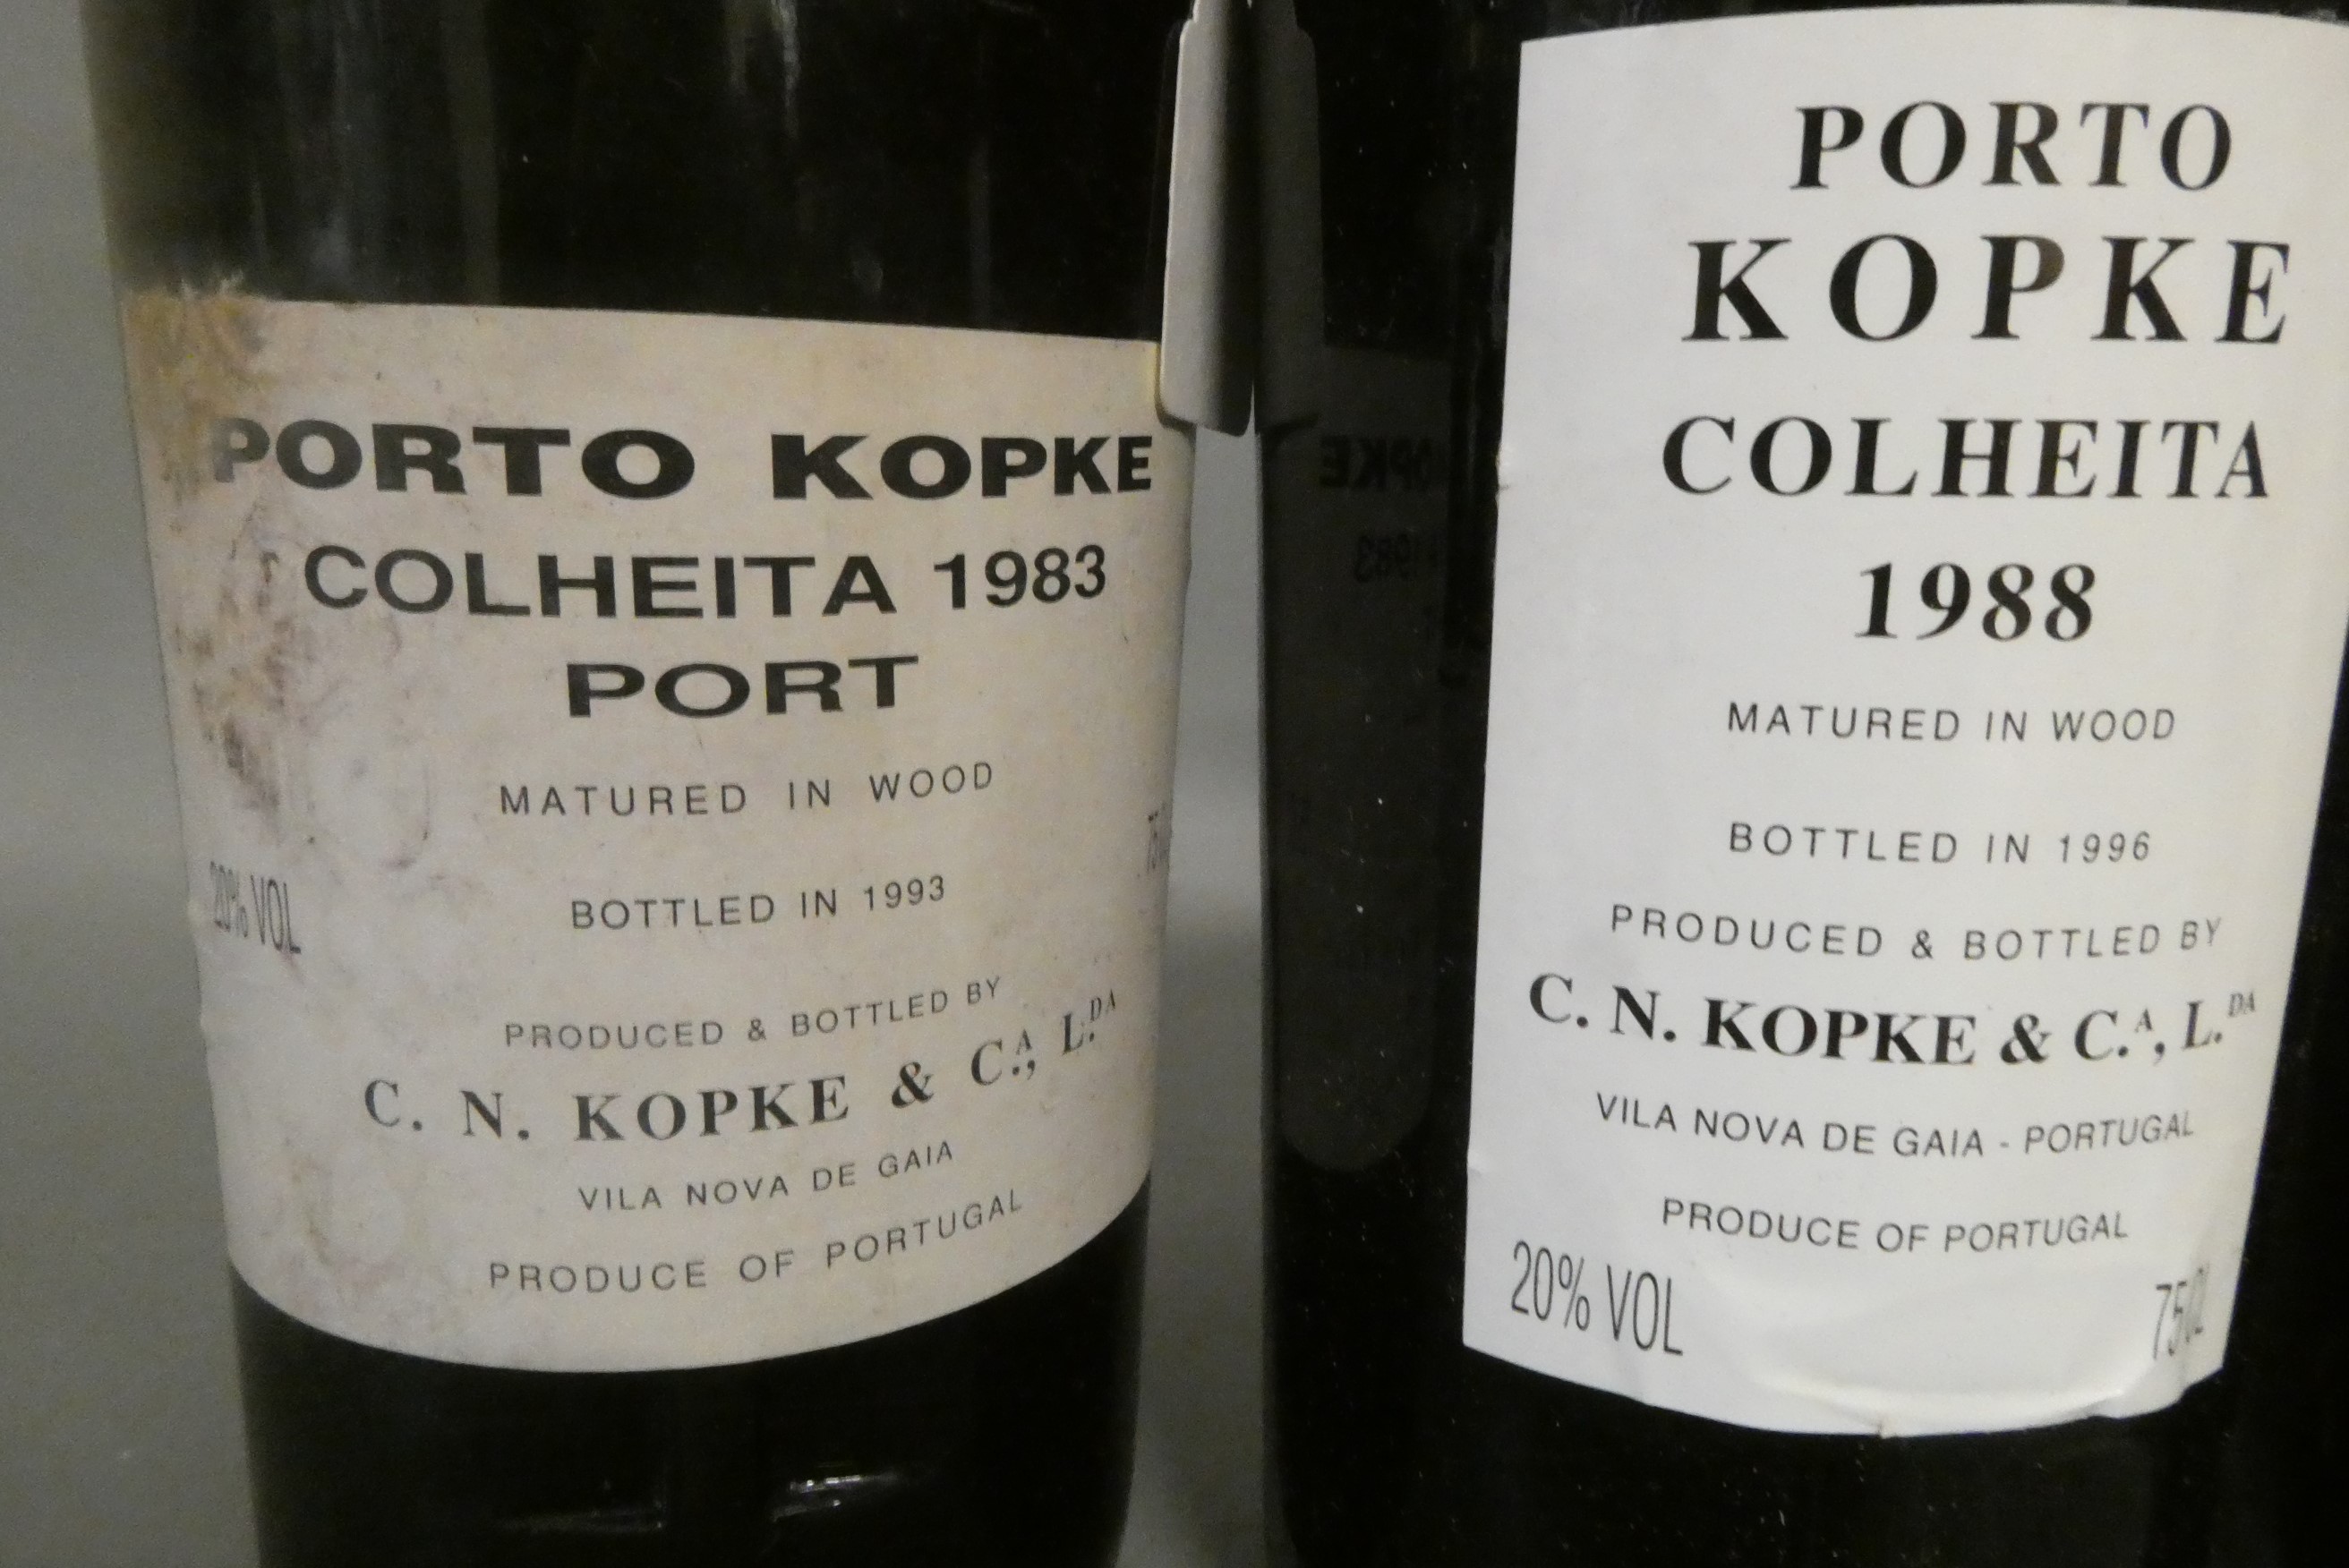 PORTO KOPKE
COLHEITA 1983
PORT
MATURED IN WOOD
BOTTLED IN 1993
20% VOL
PRODUCED & BOTTLED BY
C. N. KOPKE & C.A, L.DA
VILA NOVA DE GAIA
PRODUCE OF PORTUGAL
PORTO
KOPKE
COLHEITA
1988
MATURED IN WOOD
BOTTLED IN 1996
PRODUCED & BOTTLED BY
C. N. KOPKE & C.A, L.DA
VILA NOVA DE GAIA - PORTUGAL
PRODUCE OF PORTUGAL
20% VOL
75cl